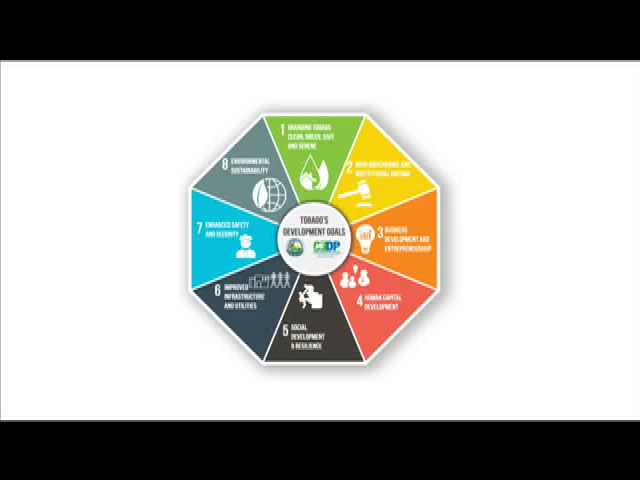 1 BRANDING TOBAGO
CLEAN, GREEN, SAFE
AND SERENE
2 GOOD GOVERNANCE AND
INSTITUTIONAL REFORM
3 BUSINESS
DEVELOPMENT AND
ENTREPRENEURSHIP
4 HUMAN CAPITAL
DEVELOPMENT
5 SOCIAL
DEVELOPMENT
& RESILIENCE
6 IMPROVED
INFRASTRUCTURE
AND UTILITIES
7 ENHANCED SAFETY
AND SECURITY
8 ENVIRONMENTAL
SUSTAINABILITY
TOBAGO'S
DEVELOPMENT GOALS